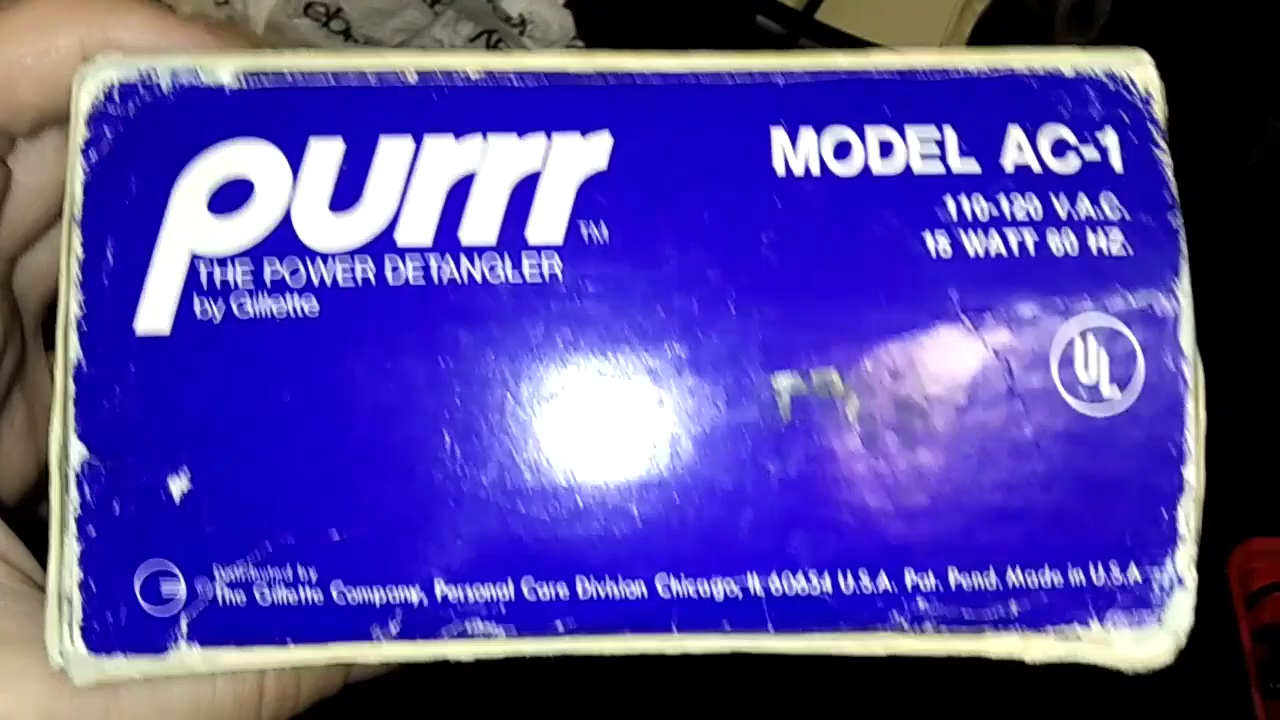 ebay
purrr™
THE POWER DETANGLER
by Gillette
MODEL AC-1
110-120 V.A.C.
15 WATT 60 HZ.
UL
G
Distributed by
The Gillette Company, Personal Care Division Chicago, IL 60654 U.S.A. Pat. Pend. Made in U.S.A